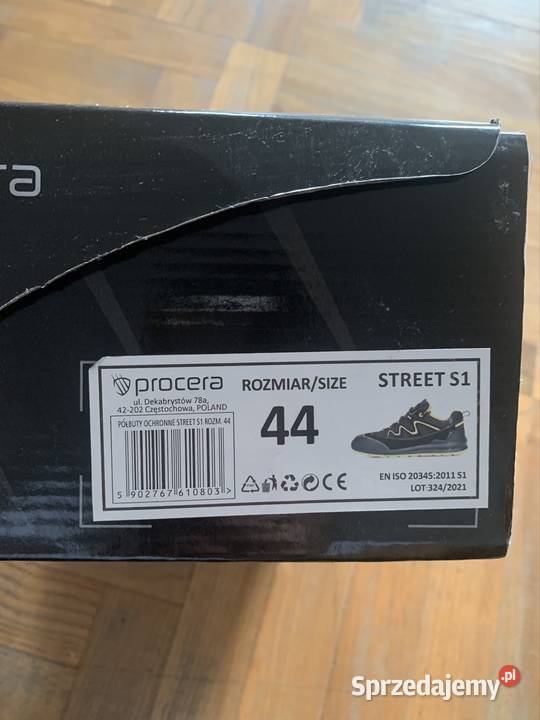 ra
procera
ul. Dekabrystów 78a,
42-202 Częstochowa, POLAND
PÓŁBUTY OCHRONNE STREET S1 ROZM. 44
5 902767 610803 >
ROZMIAR/SIZE
44
STREET S1
CE
EN ISO 20345:2011 S1
LOT:324/2021
Sprzedajemy.pl